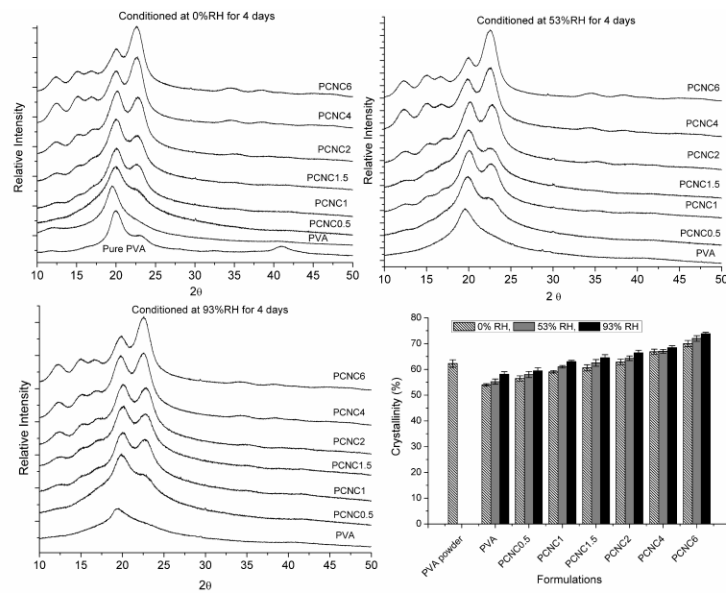 Conditioned at 0%RH for 4 days
Relative Intensity
PCNC6
PCNC4
PCNC2
PCNC1.5
PCNC1
PCNC0.5
PVA
Pure PVA
10 15 20 25 30 35 40 45 50
2θ
Conditioned at 53%RH for 4 days
Relative Intensity
PCNC6
PCNC4
PCNC2
PCNC1.5
PCNC1
PCNC0.5
PVA
10 15 20 25 30 35 40 45 50
2 θ
Conditioned at 93%RH for 4 days
Relative Intensity
PCNC6
PCNC4
PCNC2
PCNC1.5
PCNC1
PCNC0.5
PVA
10 15 20 25 30 35 40 45 50
2θ
0% RH, 53% RH, 93% RH
Crystallinity (%)
80
70
60
50
40
30
20
10
0
PVA powder
PVA
PCNC0.5
PCNC1
PCNC1.5
PCNC2
PCNC4
PCNC6
Formulations